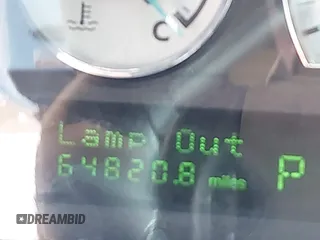 C
Lamp Out
64820.8 miles P
DREAMBID